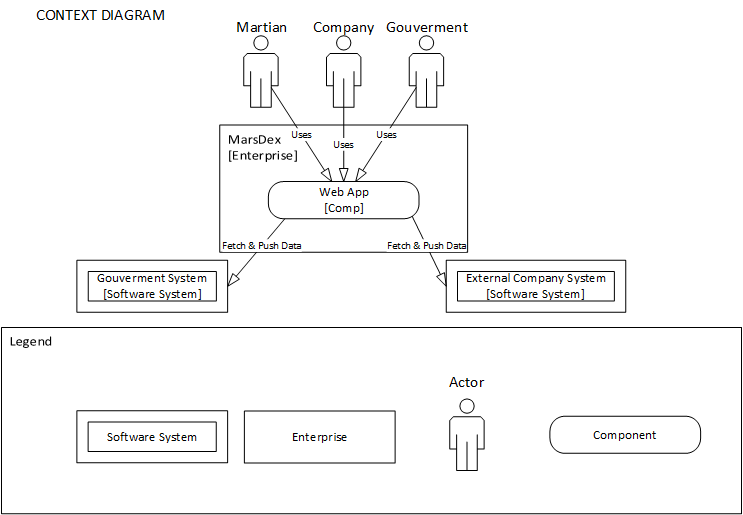 CONTEXT DIAGRAM
Martian
Company
Gouverment
Uses
Uses
Uses
MarsDex
[Enterprise]
Web App
[Comp]
Fetch & Push Data
Fetch & Push Data
Gouverment System
[Software System]
External Company System
[Software System]
Legend
Actor
Software System
Enterprise
Component